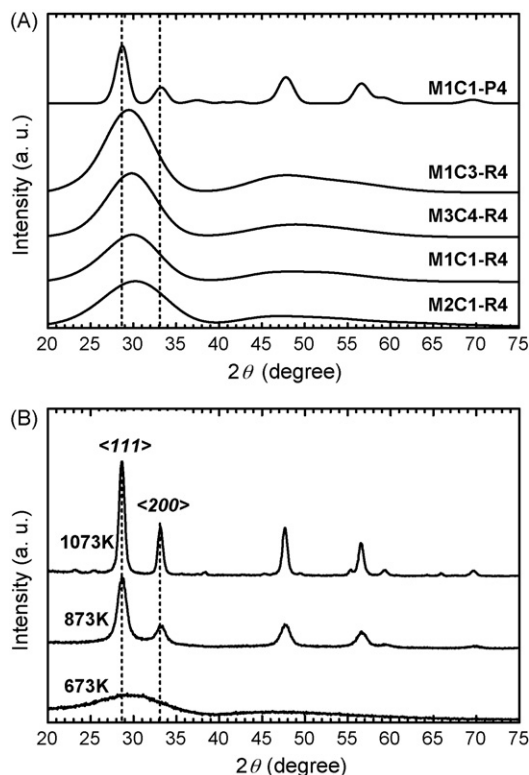 (A)
M1C1-P4
M1C3-R4
M3C4-R4
M1C1-R4
M2C1-R4
Intensity (a. u.)
20 25 30 35 40 45 50 55 60 65 70 75
2θ (degree)
(B)
<111>
<200>
1073K
873K
673K
Intensity (a. u.)
20 25 30 35 40 45 50 55 60 65 70 75
2θ (degree)